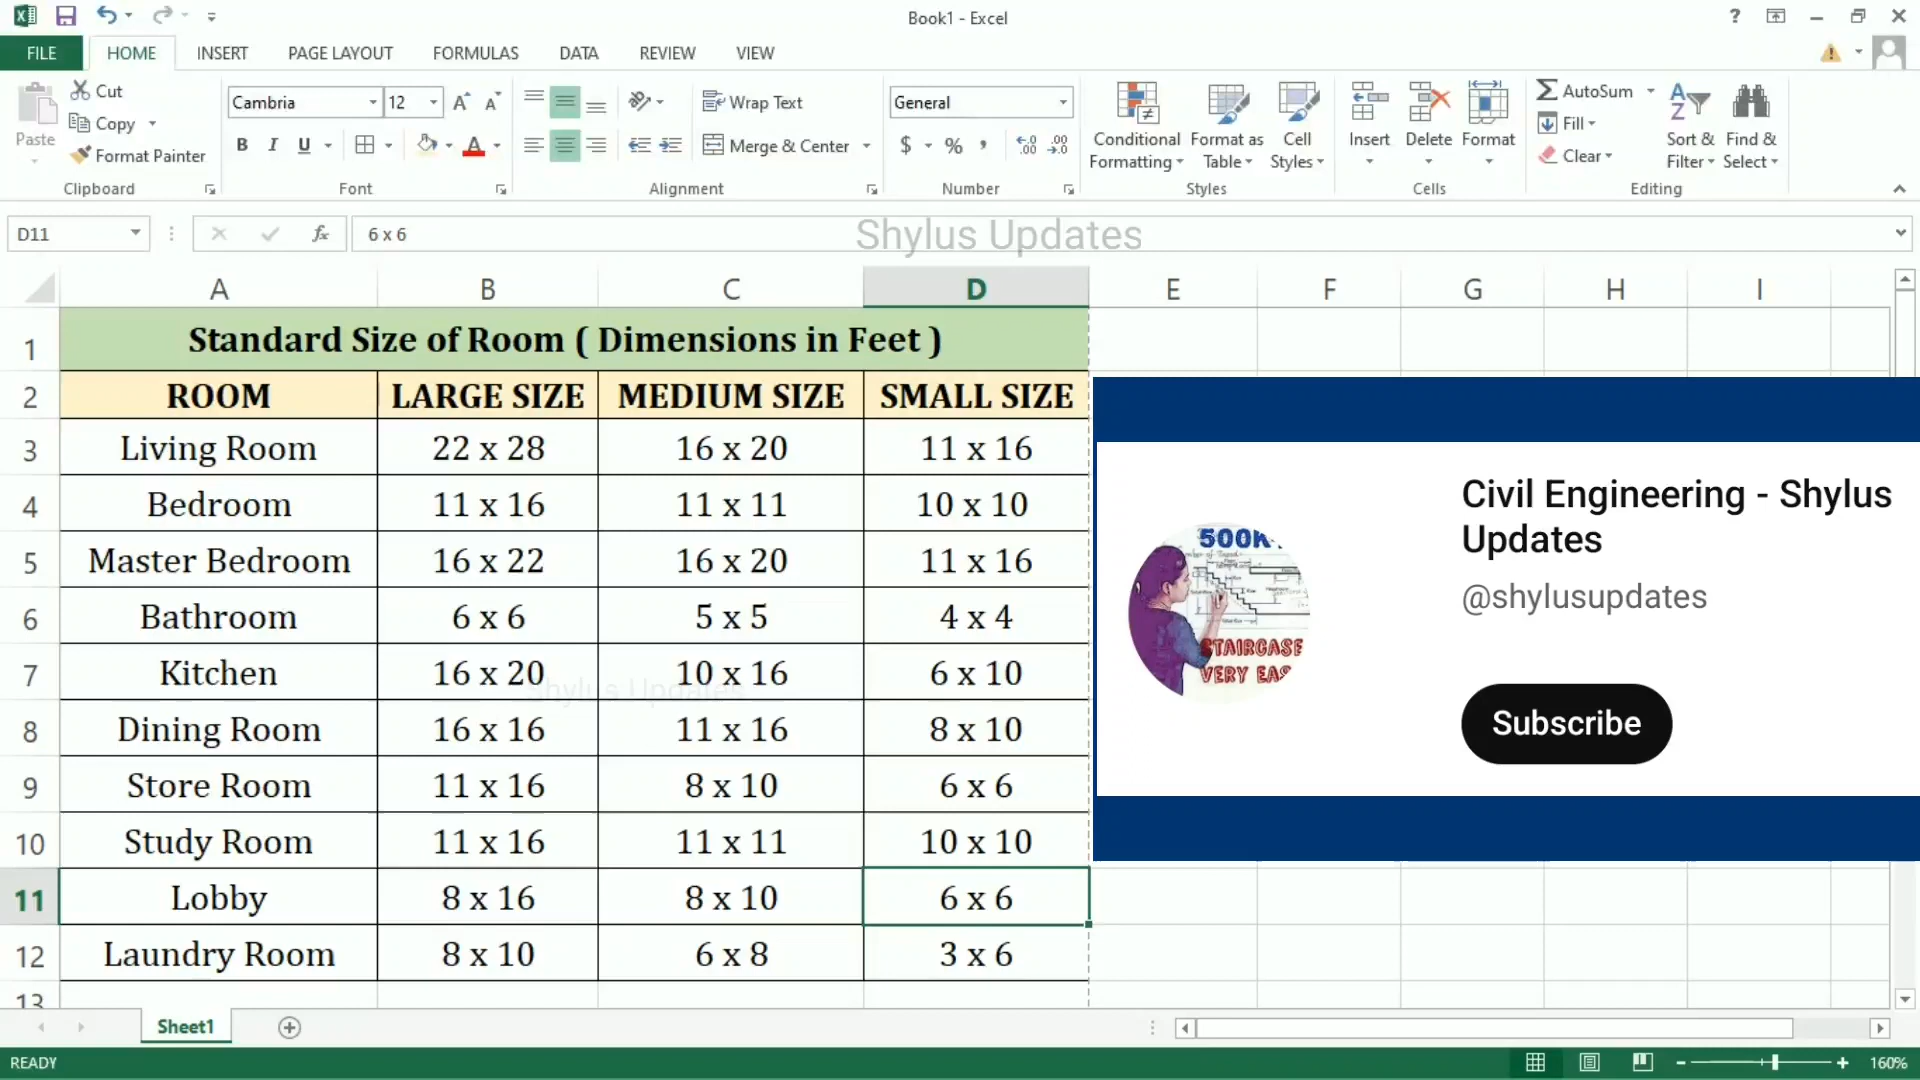 Book1 - Excel
FILE HOME INSERT PAGE LAYOUT FORMULAS DATA REVIEW VIEW
Paste
Cut
Copy
Format Painter
Clipboard
Cambria 12
B I U
Font
Wrap Text
Merge & Center
Alignment
General
$ % ,
Number
Conditional Formatting
Format as Table
Cell Styles
Styles
Insert
Delete
Format
Cells
AutoSum
Fill
Clear
Sort & Filter
Find & Select
Editing
D11 fx 6 x 6
Shylus Updates
A B C D E F G H I
1 Standard Size of Room ( Dimensions in Feet )
2 ROOM LARGE SIZE MEDIUM SIZE SMALL SIZE
3 Living Room 22 x 28 16 x 20 11 x 16
4 Bedroom 11 x 16 11 x 11 10 x 10
5 Master Bedroom 16 x 22 16 x 20 11 x 16
6 Bathroom 6 x 6 5 x 5 4 x 4
7 Kitchen 16 x 20 10 x 16 6 x 10
Shylus Updates
8 Dining Room 16 x 16 11 x 16 8 x 10
9 Store Room 11 x 16 8 x 10 6 x 6
10 Study Room 11 x 16 11 x 11 10 x 10
11 Lobby 8 x 16 8 x 10 6 x 6
12 Laundry Room 8 x 10 6 x 8 3 x 6
13
Civil Engineering - Shylus
Updates
@shylusupdates
Subscribe
500K
STAIRCASE
VERY EAS
Sheet1
READY
160%